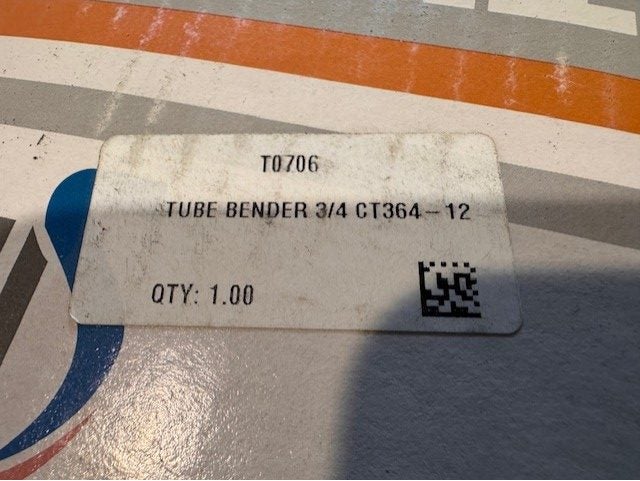 T0706
TUBE BENDER 3/4 CT364-12
QTY: 1.00